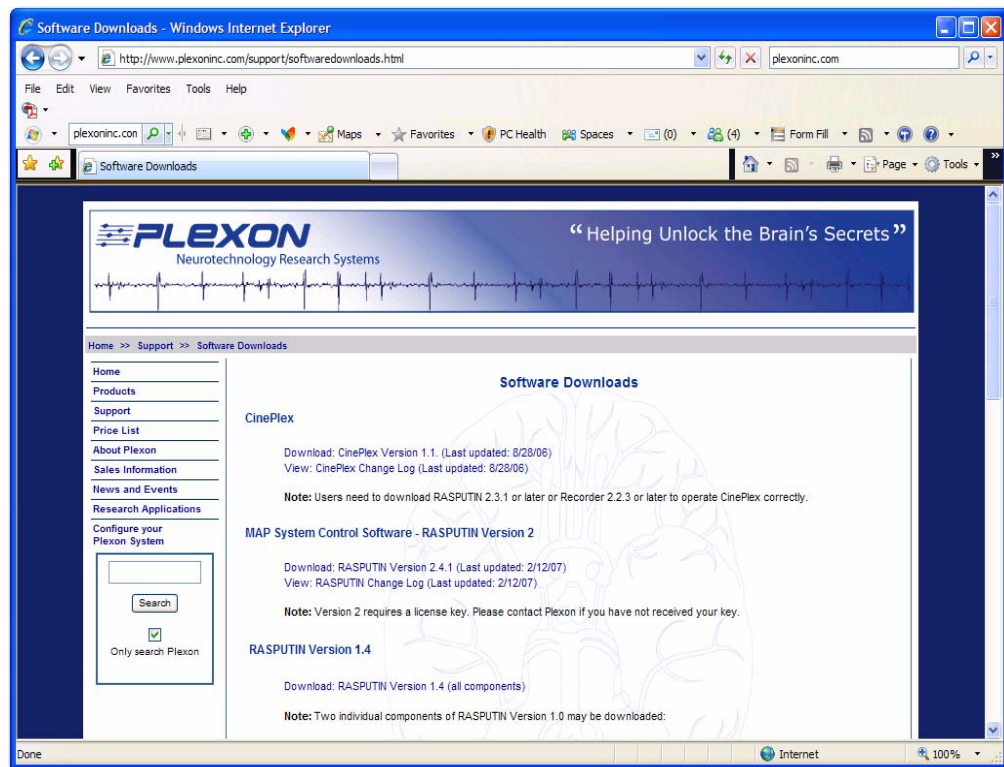 Software Downloads - Windows Internet Explorer
http://www.plexoninc.com/support/softwaredownloads.html
plexoninc.com
File Edit View Favorites Tools Help
plexoninc.con Maps Favorites PC Health Spaces (0) (4) Form Fill
Software Downloads Page Tools
PLEXON
Neurotechnology Research Systems
“Helping Unlock the Brain’s Secrets”
Home >> Support >> Software Downloads
Home
Products
Support
Price List
About Plexon
Sales Information
News and Events
Research Applications
Configure your
Plexon System
Search
Only search Plexon
Software Downloads
CinePlex
Download: CinePlex Version 1.1. (Last updated: 8/28/06)
View: CinePlex Change Log (Last updated: 8/28/06)
Note: Users need to download RASPUTIN 2.3.1 or later or Recorder 2.2.3 or later to operate CinePlex correctly.
MAP System Control Software - RASPUTIN Version 2
Download: RASPUTIN Version 2.4.1 (Last updated: 2/12/07)
View: RASPUTIN Change Log (Last updated: 2/12/07)
Note: Version 2 requires a license key. Please contact Plexon if you have not received your key.
RASPUTIN Version 1.4
Download: RASPUTIN Version 1.4 (all components)
Note: Two individual components of RASPUTIN Version 1.0 may be downloaded:
Done Internet 100%